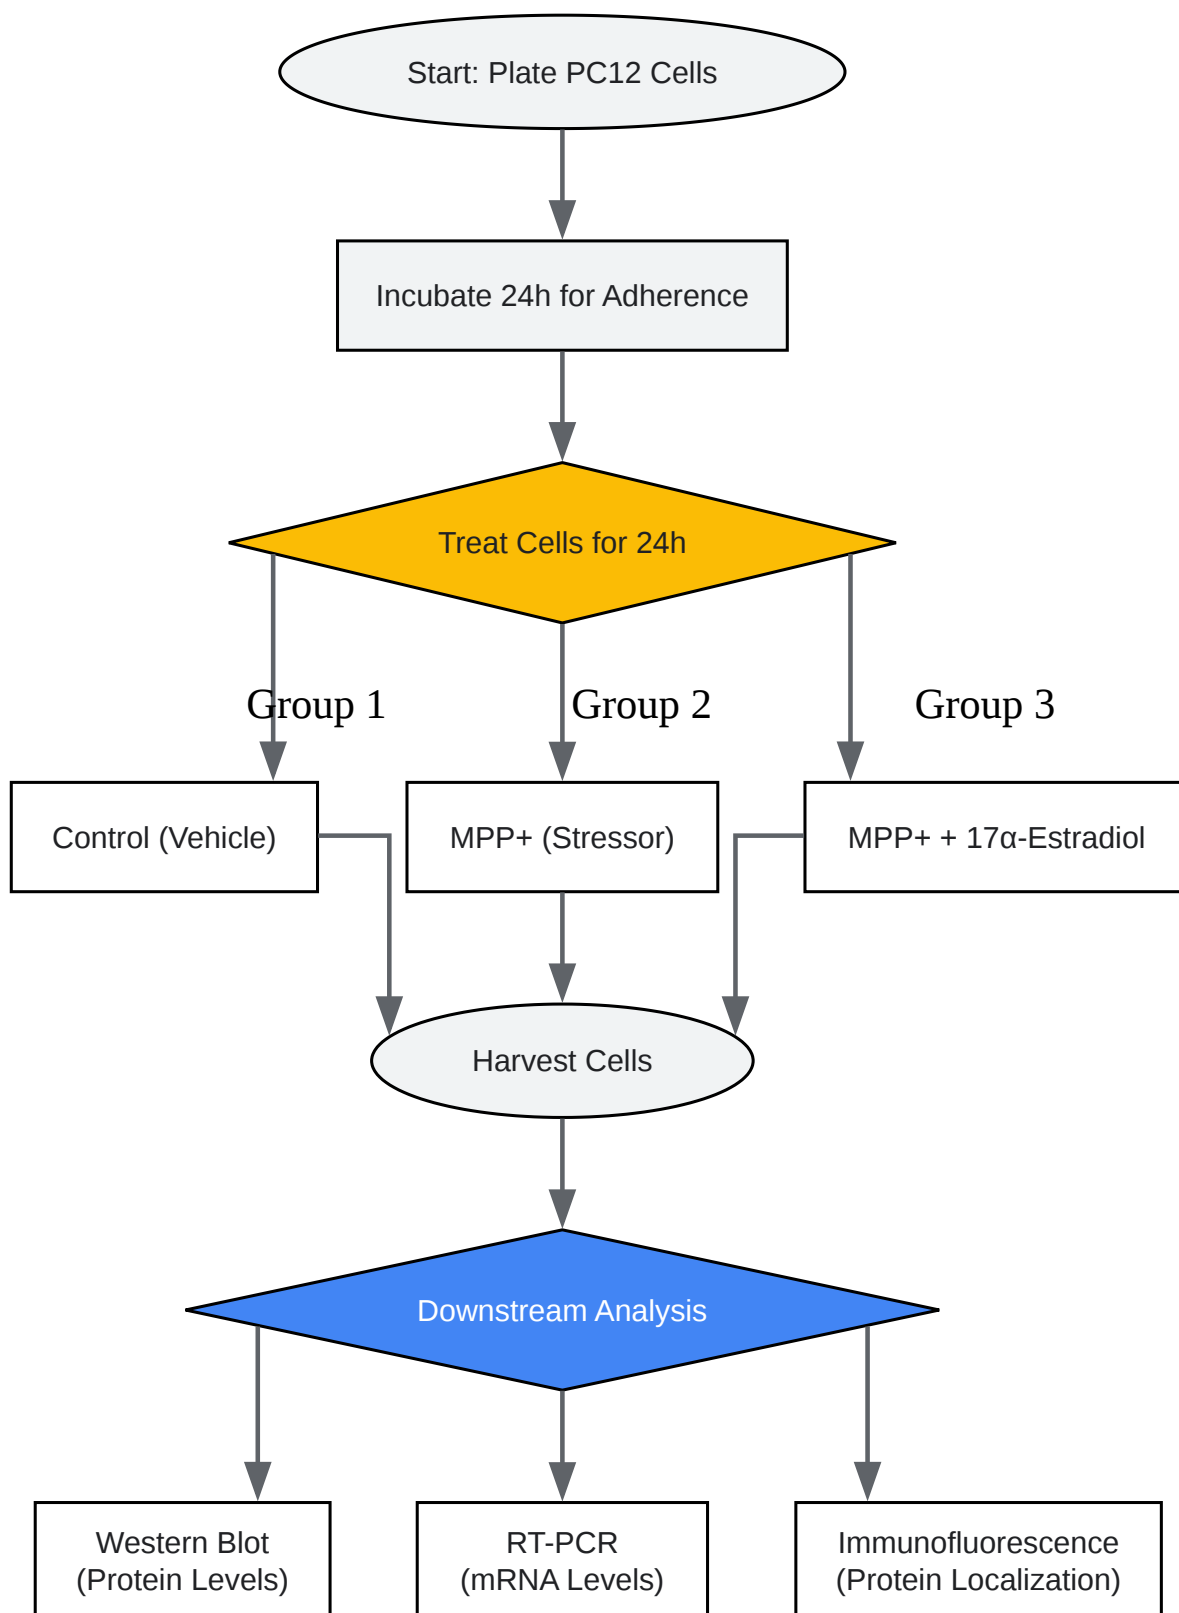 Start: Plate PC12 Cells
Incubate 24h for Adherence
Treat Cells for 24h
Group 1
Group 2
Group 3
Control (Vehicle)
MPP+ (Stressor)
MPP+ + 17α-Estradiol
Harvest Cells
Downstream Analysis
Western Blot
(Protein Levels)
RT-PCR
(mRNA Levels)
Immunofluorescence
(Protein Localization)